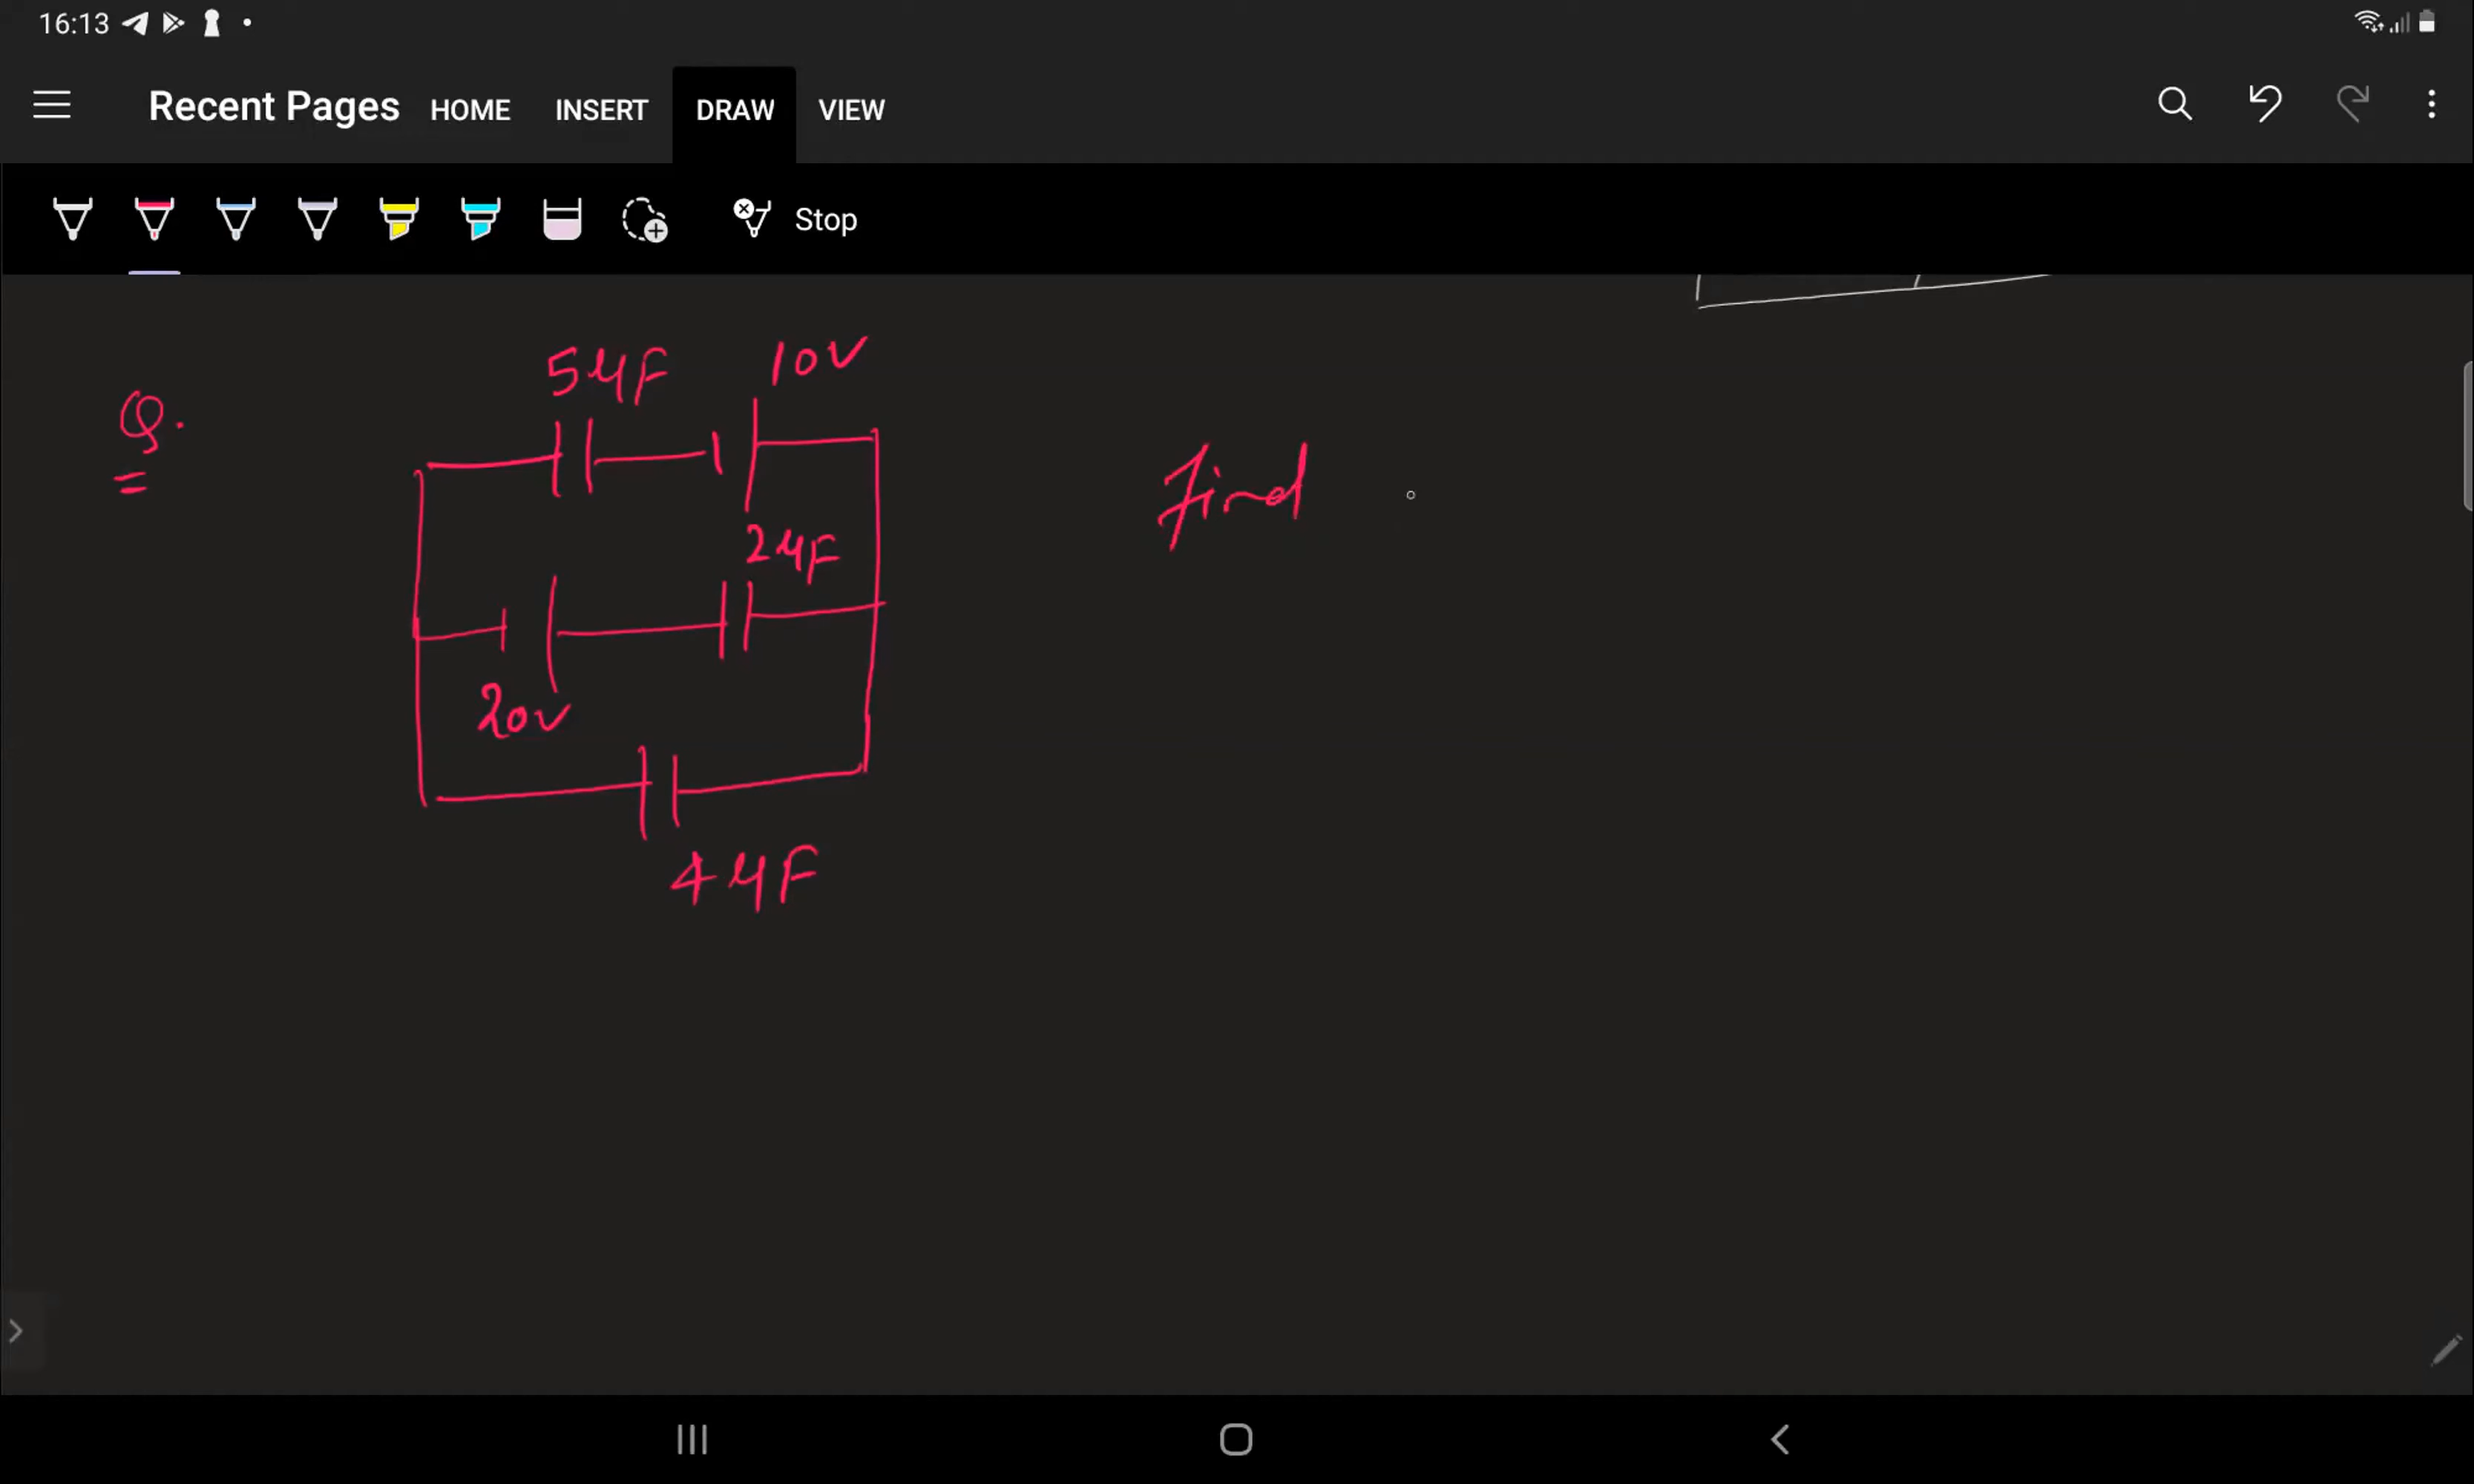 16:13
Recent Pages HOME INSERT DRAW VIEW
Stop
5μF 10V
Q.
Find
2μF
20V
4μF